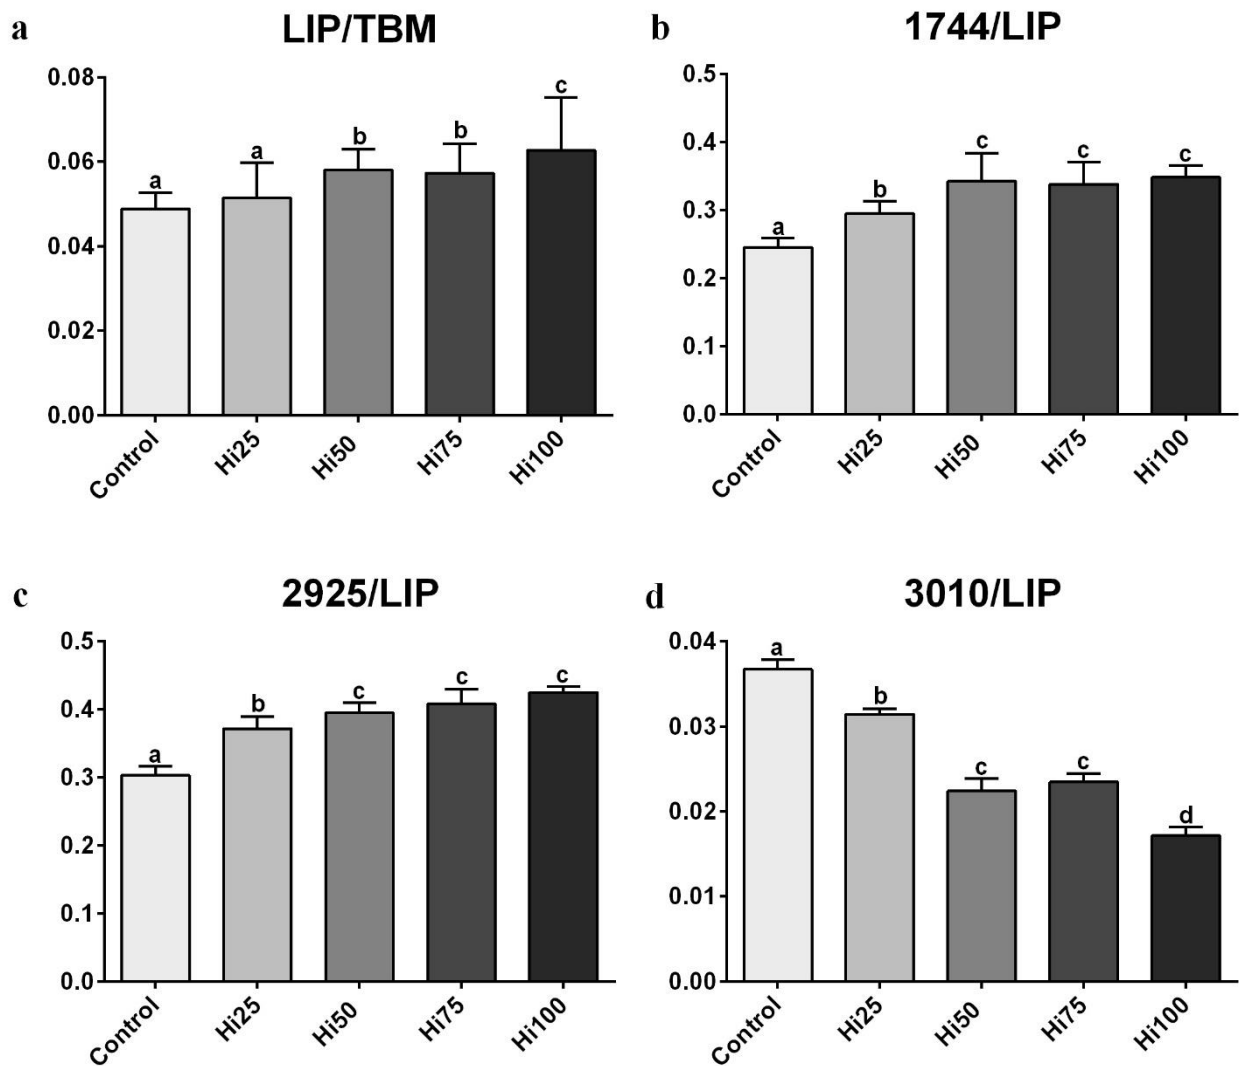 a
LIP/TBM
0.08
0.06
0.04
0.02
0.00
a
a
b
b
c
Control
Hi25
Hi50
Hi75
Hi100
b
1744/LIP
0.5
0.4
0.3
0.2
0.1
0.0
a
b
c
c
c
Control
Hi25
Hi50
Hi75
Hi100
c
2925/LIP
0.5
0.4
0.3
0.2
0.1
0.0
a
b
c
c
c
Control
Hi25
Hi50
Hi75
Hi100
d
3010/LIP
0.04
0.03
0.02
0.01
0.00
a
b
c
c
d
Control
Hi25
Hi50
Hi75
Hi100